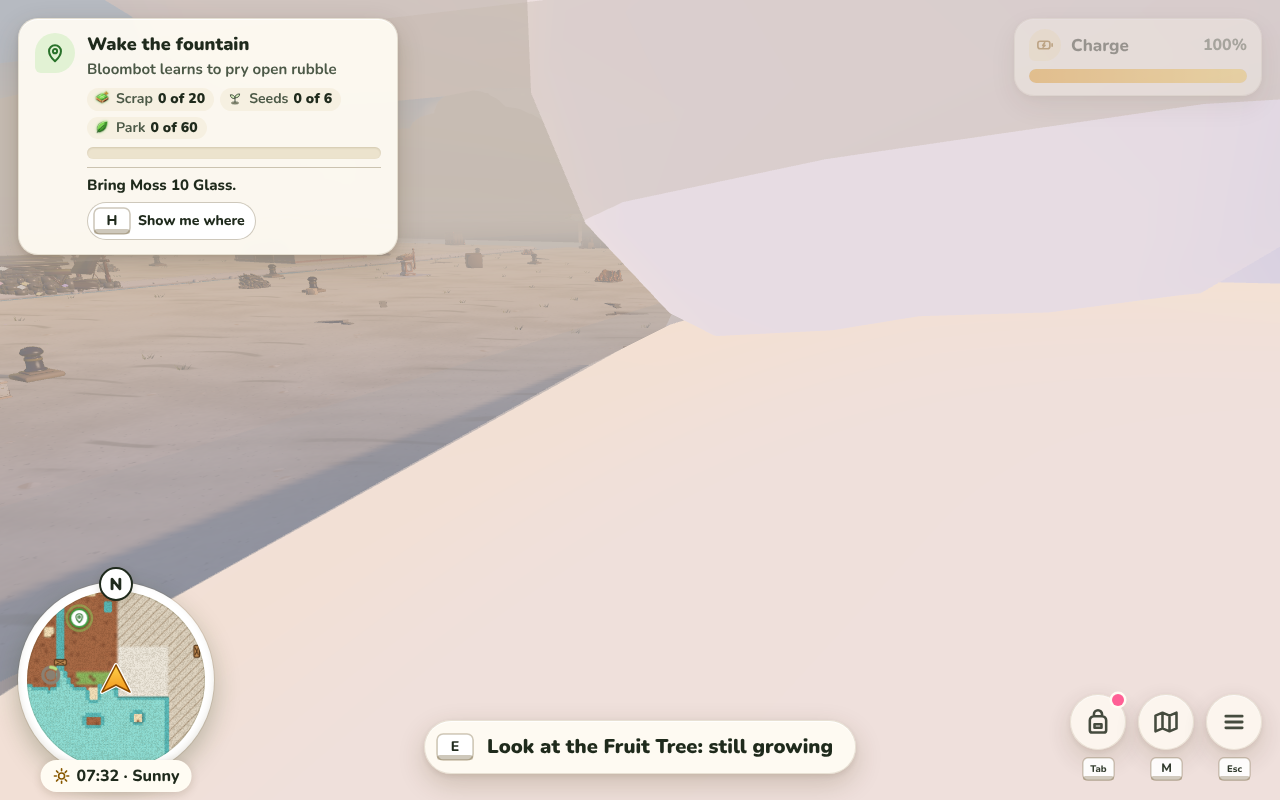 Wake the fountain
Bloombot learns to pry open rubble
Scrap 0 of 20 Seeds 0 of 6
Park 0 of 60
Bring Moss 10 Glass.
H Show me where
Charge 100%
N
07:32 · Sunny
E Look at the Fruit Tree: still growing
Tab M Esc